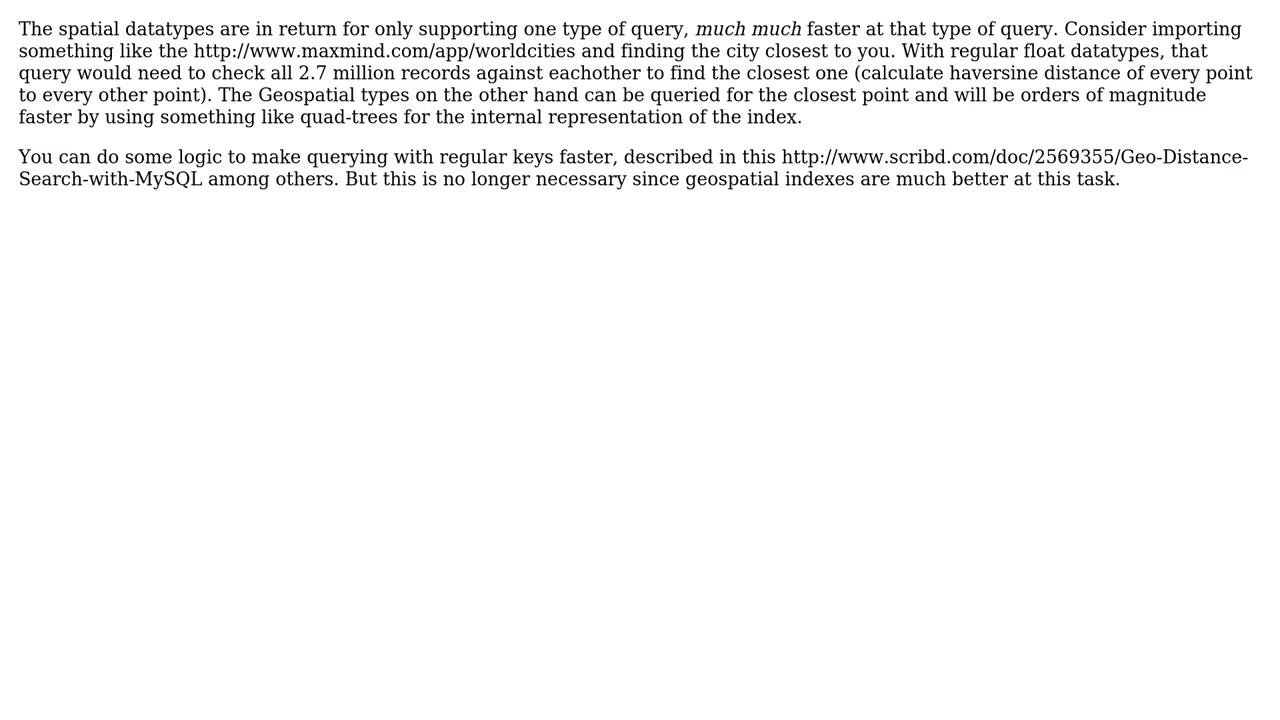 The spatial datatypes are in return for only supporting one type of query, much much faster at that type of query. Consider importing
something like the http://www.maxmind.com/app/worldcities and finding the city closest to you. With regular float datatypes, that
query would need to check all 2.7 million records against eachother to find the closest one (calculate haversine distance of every point
to every other point). The Geospatial types on the other hand can be queried for the closest point and will be orders of magnitude
faster by using something like quad-trees for the internal representation of the index.
You can do some logic to make querying with regular keys faster, described in this http://www.scribd.com/doc/2569355/Geo-Distance-
Search-with-MySQL among others. But this is no longer necessary since geospatial indexes are much better at this task.